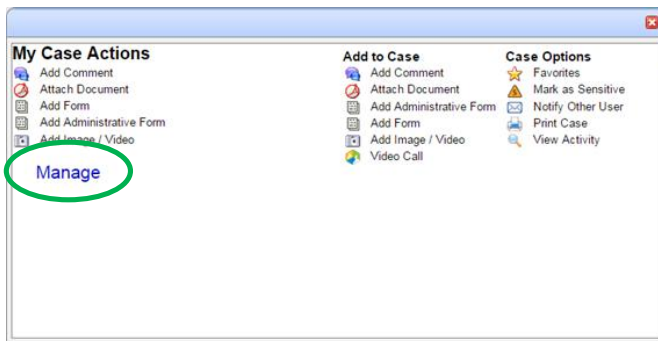 My Case Actions
Add Comment
Attach Document
Add Form
Add Administrative Form
Add Image / Video
Manage
Add to Case
Add Comment
Attach Document
Add Administrative Form
Add Form
Add Image / Video
Video Call
Case Options
Favorites
Mark as Sensitive
Notify Other User
Print Case
View Activity